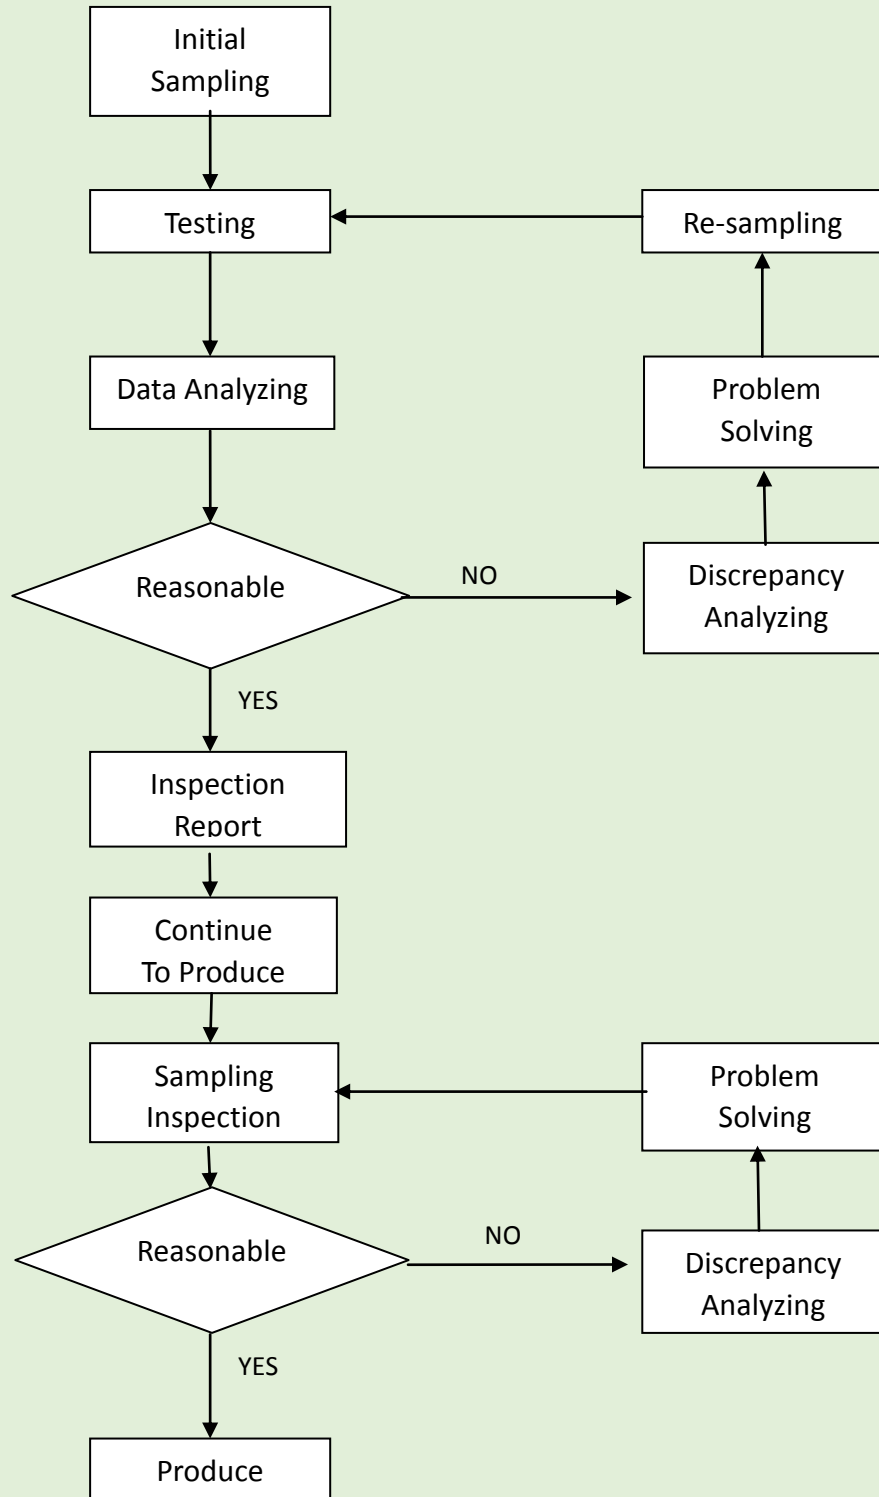 Initial
Sampling
Testing
Re-sampling
Data Analyzing
Problem
Solving
Reasonable
NO
Discrepancy
Analyzing
YES
Inspection
Report
Continue
To Produce
Sampling
Inspection
Problem
Solving
Reasonable
NO
Discrepancy
Analyzing
YES
Produce